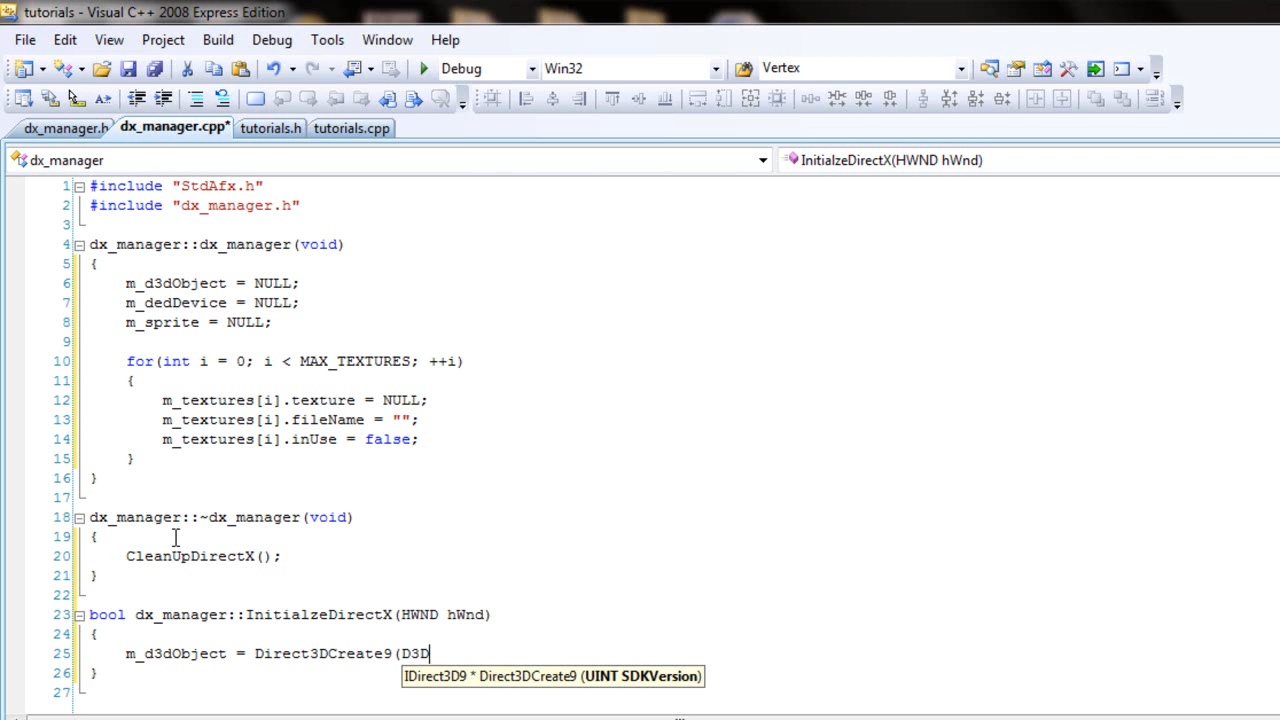 tutorials - Visual C++ 2008 Express Edition
File Edit View Project Build Debug Tools Window Help
Debug Win32 Vertex
dx_manager.h dx_manager.cpp* tutorials.h tutorials.cpp
dx_manager InitialzeDirectX(HWND hWnd)
1 #include "StdAfx.h"
2 #include "dx_manager.h"
3
4 dx_manager::dx_manager(void)
5 {
6 m_d3dObject = NULL;
7 m_dedDevice = NULL;
8 m_sprite = NULL;
9
10 for(int i = 0; i < MAX_TEXTURES; ++i)
11 {
12 m_textures[i].texture = NULL;
13 m_textures[i].fileName = "";
14 m_textures[i].inUse = false;
15 }
16 }
17
18 dx_manager::~dx_manager(void)
19 {
20 CleanUpDirectX();
21 }
22
23 bool dx_manager::InitialzeDirectX(HWND hWnd)
24 {
25 m_d3dObject = Direct3DCreate9(D3D
26 }
IDirect3D9 * Direct3DCreate9 (UINT SDKVersion)
27